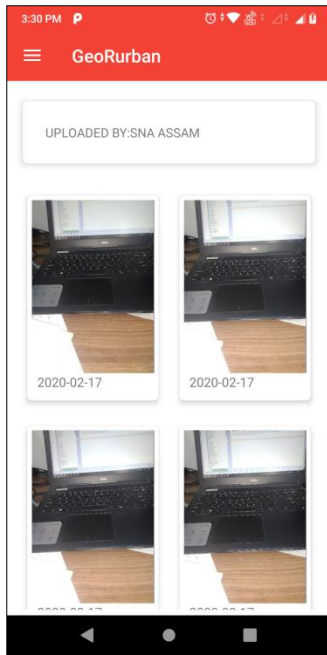 3:30 PM
GeoRurban
UPLOADED BY:SNA ASSAM
2020-02-17
2020-02-17